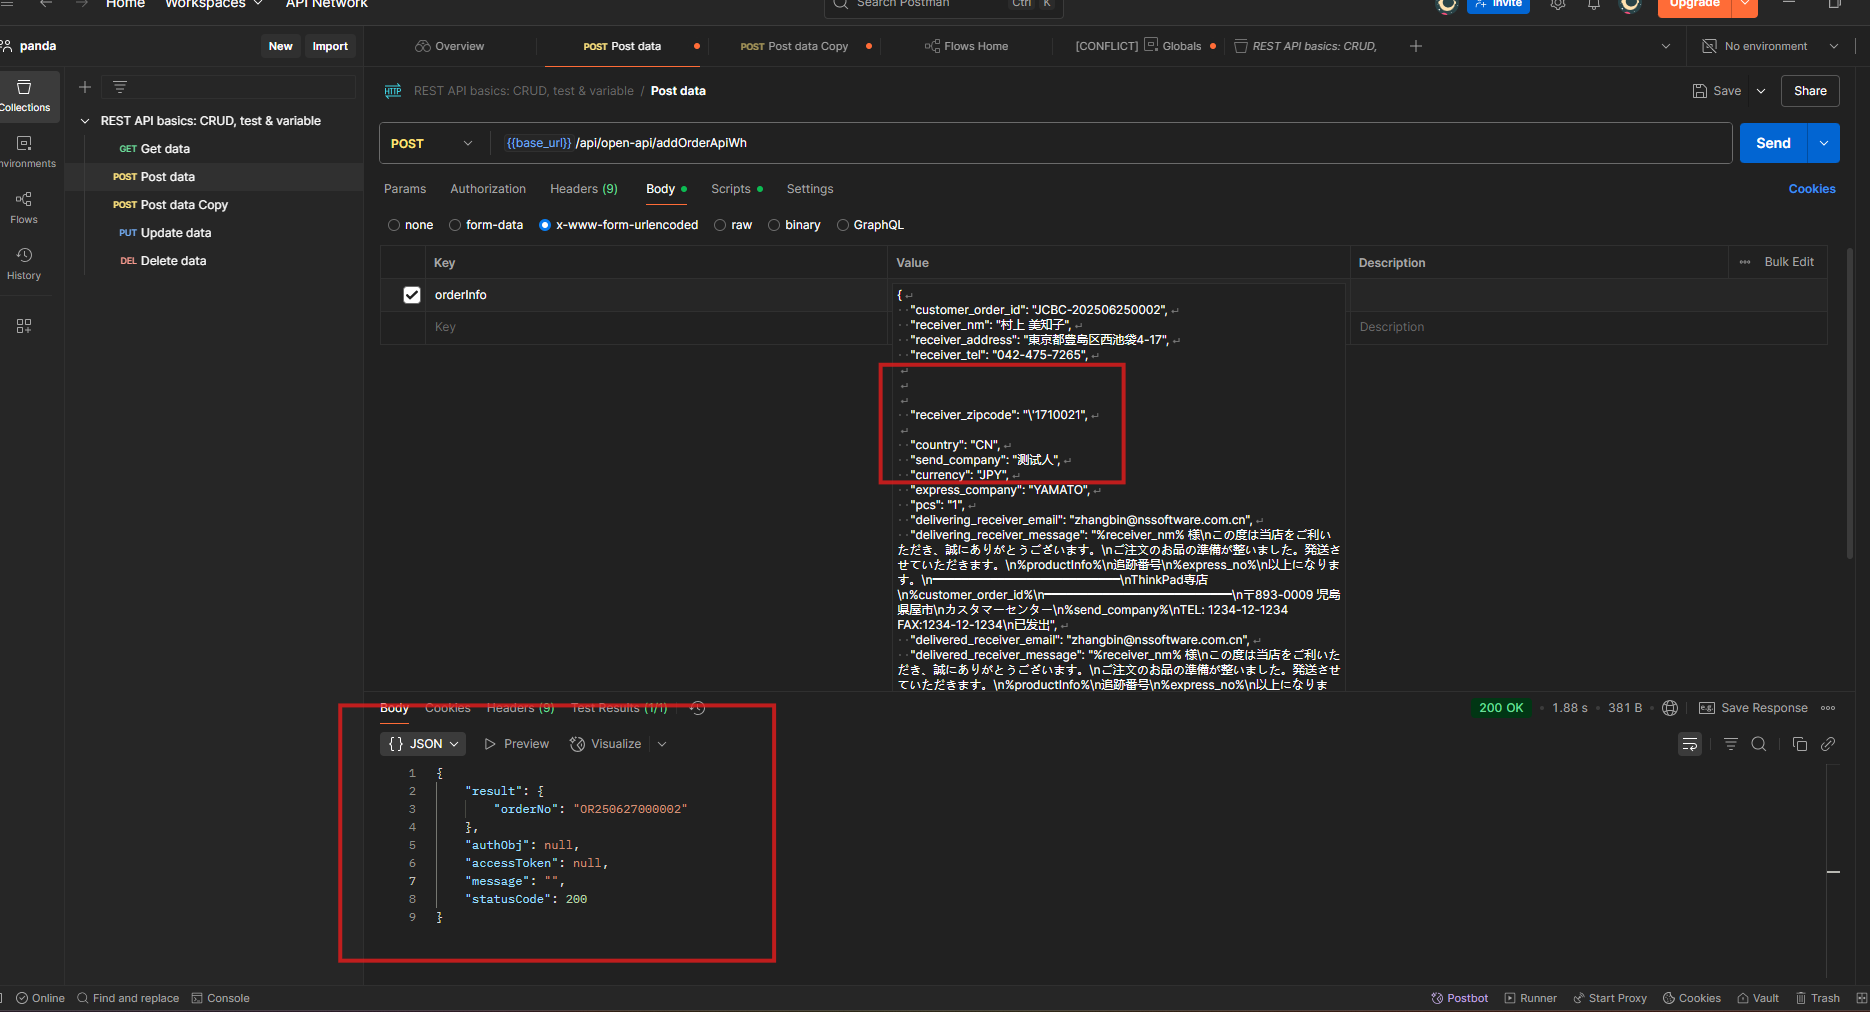 Home
Workspaces
API Network
Search Postman
Ctrl K
Invite
Upgrade
panda
New
Import
Overview
POST Post data
POST Post data Copy
Flows Home
[CONFLICT] Globals
REST API basics: CRUD,
No environment
Collections
REST API basics: CRUD, test & variable
GET Get data
POST Post data
POST Post data Copy
PUT Update data
DEL Delete data
nvironments
Flows
History
HTTP REST API basics: CRUD, test & variable / Post data
Save
Share
POST
{{base_url}} /api/open-api/addOrderApiWh
Send
Params
Authorization
Headers (9)
Body
Scripts
Settings
Cookies
none
form-data
x-www-form-urlencoded
raw
binary
GraphQL
Key
Value
Description
Bulk Edit
orderInfo
Key
Description
{
"customer_order_id": "JCBC-202506250002",
"receiver_nm": "村上 美知子",
"receiver_address": "東京都豊島区西池袋4-17",
"receiver_tel": "042-475-7265",
"receiver_zipcode": "\'1710021",
"country": "CN",
"send_company": "测试人",
"currency": "JPY",
"express_company": "YAMATO",
"pcs": "1",
"delivering_receiver_email": "zhangbin@nssoftware.com.cn",
"delivering_receiver_message": "%receiver_nm% 様\nこの度は当店をご利い
ただき、誠にありがとうございます。\nご注文のお品の準備が整いました。発送さ
せていただきます。\n%productInfo%\n追跡番号\n%express_no%\n以上になりま
す。\n━━━━━━━━━━━━━━━━\nThinkPad専店
\n%customer_order_id%\n━━━━━━━━━━━━━━━━\n〒893-0009 児島
県屋市\nカスタマーセンター\n%send_company%\nTEL: 1234-12-1234
FAX:1234-12-1234\n已发出",
"delivered_receiver_email": "zhangbin@nssoftware.com.cn",
"delivered_receiver_message": "%receiver_nm% 様\nこの度は当店をご利いた
だき、誠にありがとうございます。\nご注文のお品の準備が整いました。発送させ
ていただきます。\n%productInfo%\n追跡番号\n%express_no%\n以上になりま
Body
Cookies
Headers (9)
Test Results (1/1)
200 OK
1.88 s
381 B
Save Response
{} JSON
Preview
Visualize
1 {
2 "result": {
3 "orderNo": "OR250627000002"
4 },
5 "authObj": null,
6 "accessToken": null,
7 "message": "",
8 "statusCode": 200
9 }
Online
Find and replace
Console
Postbot
Runner
Start Proxy
Cookies
Vault
Trash